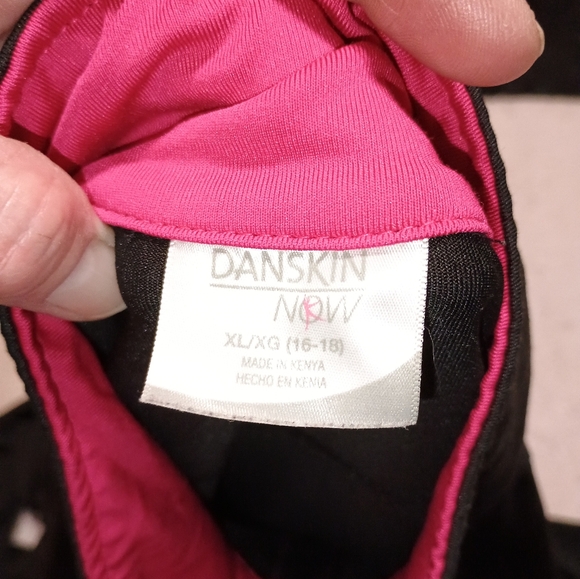 DANSKIN
NOW
XL/XG (16-18)
MADE IN KENYA
HECHO EN KENIA